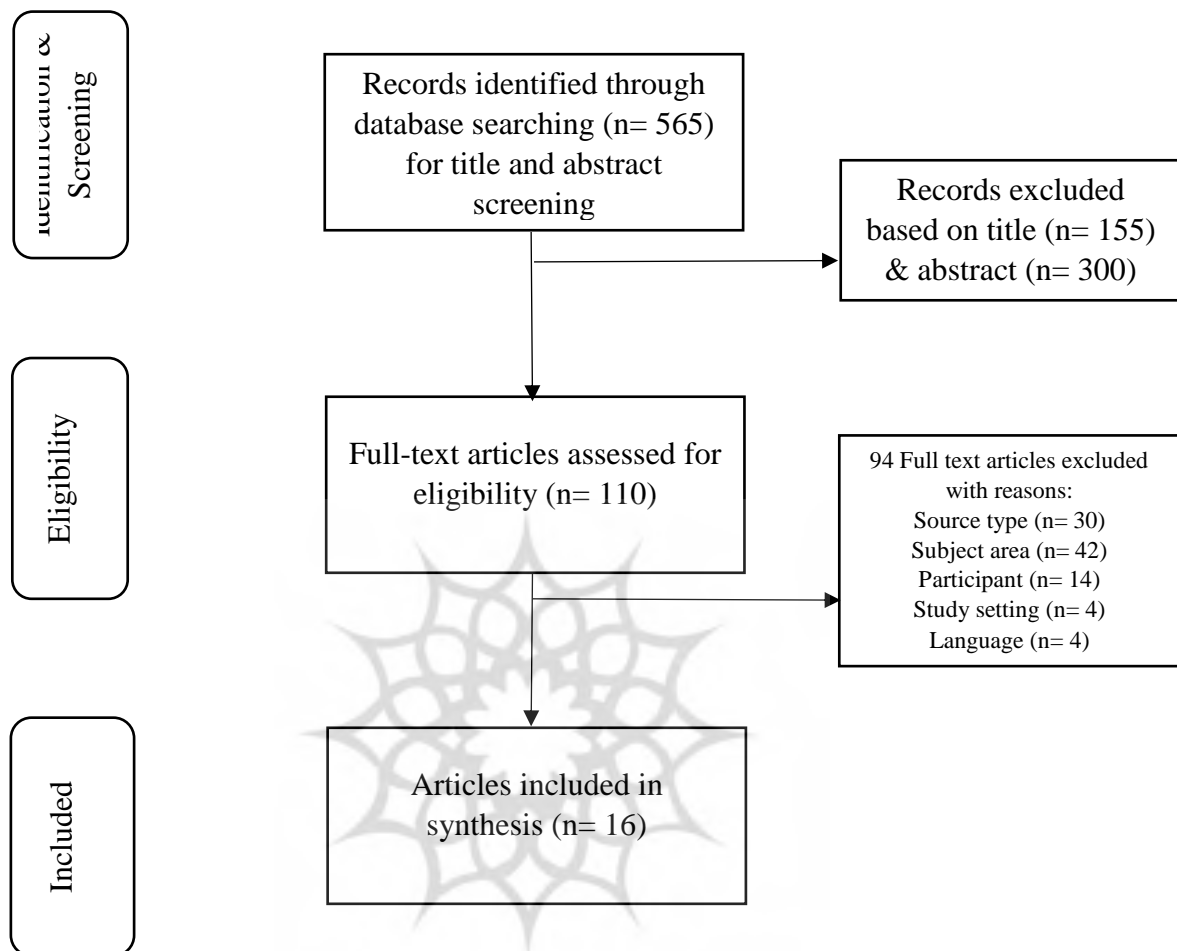 Identification &
Screening
Records identified through
database searching (n= 565)
for title and abstract
screening
Records excluded
based on title (n= 155)
& abstract (n= 300)
Eligibility
Full-text articles assessed for
eligibility (n= 110)
94 Full text articles excluded
with reasons:
Source type (n= 30)
Subject area (n= 42)
Participant (n= 14)
Study setting (n= 4)
Language (n= 4)
Included
Articles included in
synthesis (n= 16)